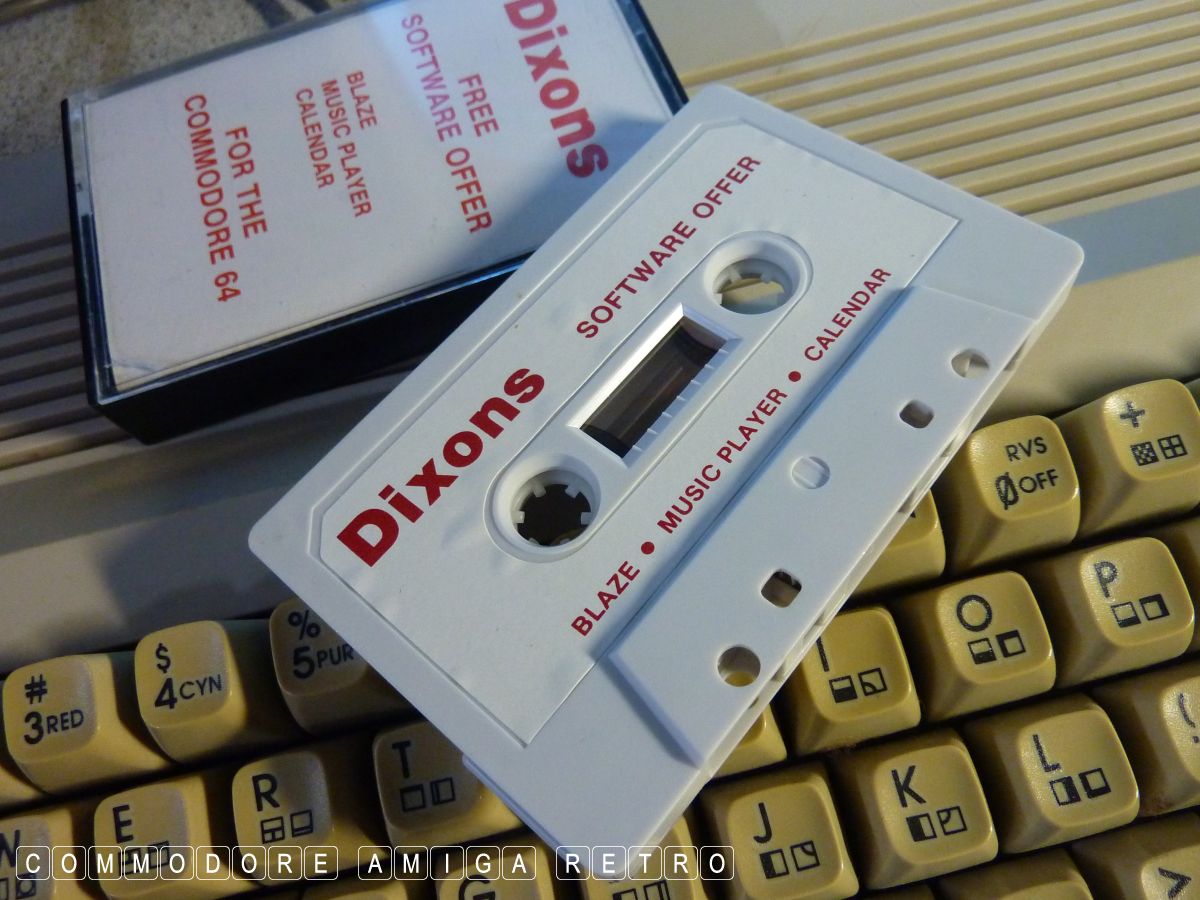 Dixons
FREE
SOFTWARE OFFER
BLAZE
MUSIC PLAYER
CALENDAR
FOR THE
COMMODORE 64
Dixons
SOFTWARE OFFER
BLAZE • MUSIC PLAYER • CALENDAR
RVS
0 OFF
+
#
3 RED
$
4 CYN
%
5 PUR
I
O
P
W
E
R
T
G
J
K
L
>
COMMODORE AMIGA RETRO